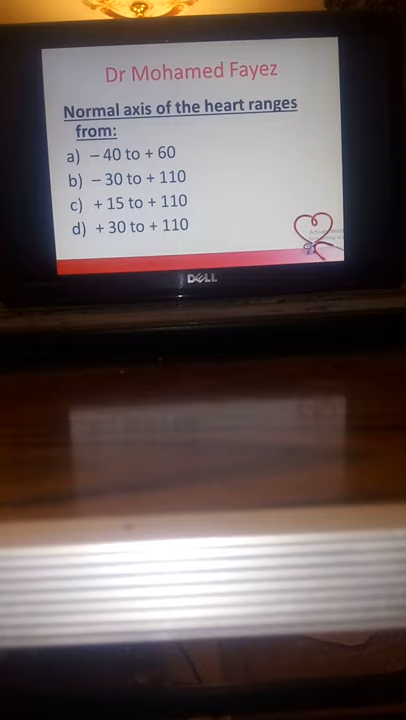 Dr Mohamed Fayez
Normal axis of the heart ranges
from:
a) – 40 to + 60
b) – 30 to + 110
c) + 15 to + 110
d) + 30 to + 110
DELL